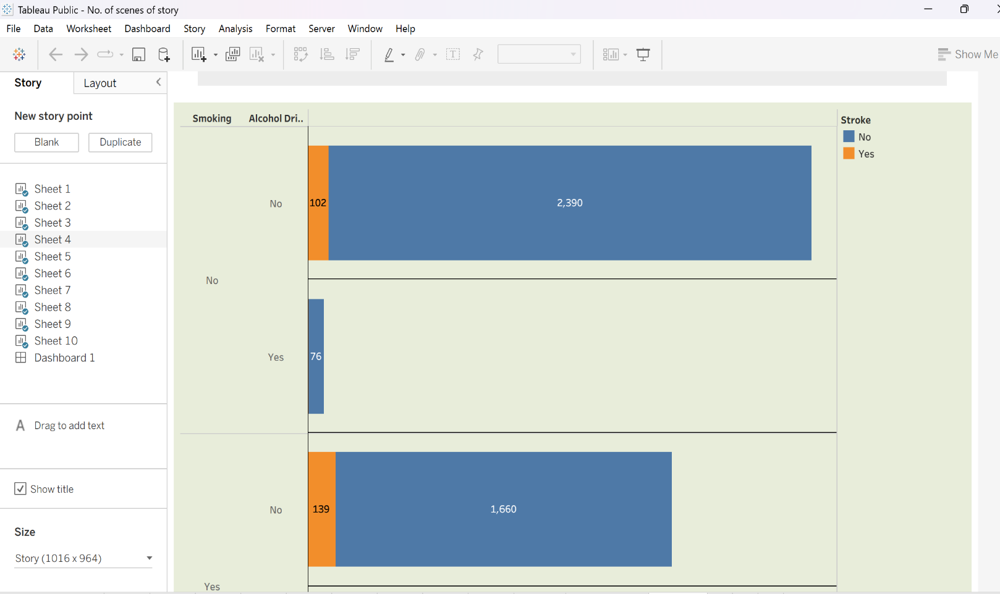 Tableau Public - No. of scenes of story
File Data Worksheet Dashboard Story Analysis Format Server Window Help
Show Me
Story Layout
New story point
Blank Duplicate
Sheet 1
Sheet 2
Sheet 3
Sheet 4
Sheet 5
Sheet 6
Sheet 7
Sheet 8
Sheet 9
Sheet 10
Dashboard 1
A Drag to add text
Show title
Size
Story (1016 x 964)
Smoking Alcohol Dri..
No 102 2,390
No
Yes 76
No 139 1,660
Yes
Stroke
No
Yes